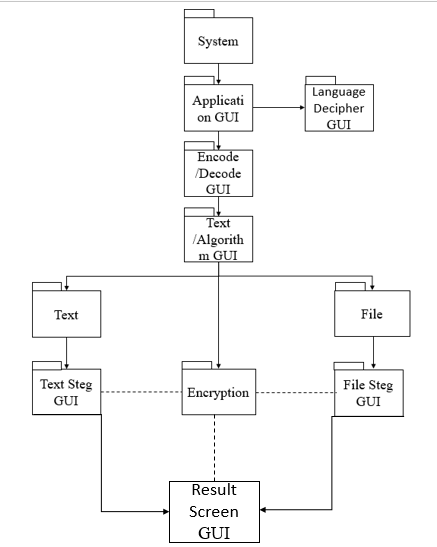 System
Applicati
on GUI
Language
Decipher
GUI
Encode
/Decode
GUI
Text
/Algorith
m GUI
Text
File
Text Steg
GUI
Encryption
File Steg
GUI
Result
Screen
GUI